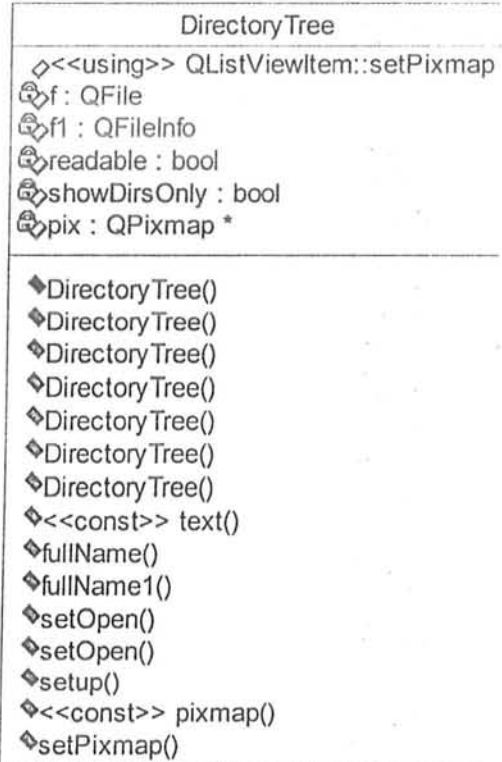 DirectoryTree
<<using>> QListViewItem::setPixmap
f : QFile
f1 : QFileInfo
readable : bool
showDirsOnly : bool
pix : QPixmap *
DirectoryTree()
DirectoryTree()
DirectoryTree()
DirectoryTree()
DirectoryTree()
DirectoryTree()
DirectoryTree()
<<const>> text()
fullName()
fullName1()
setOpen()
setOpen()
setup()
<<const>> pixmap()
setPixmap()